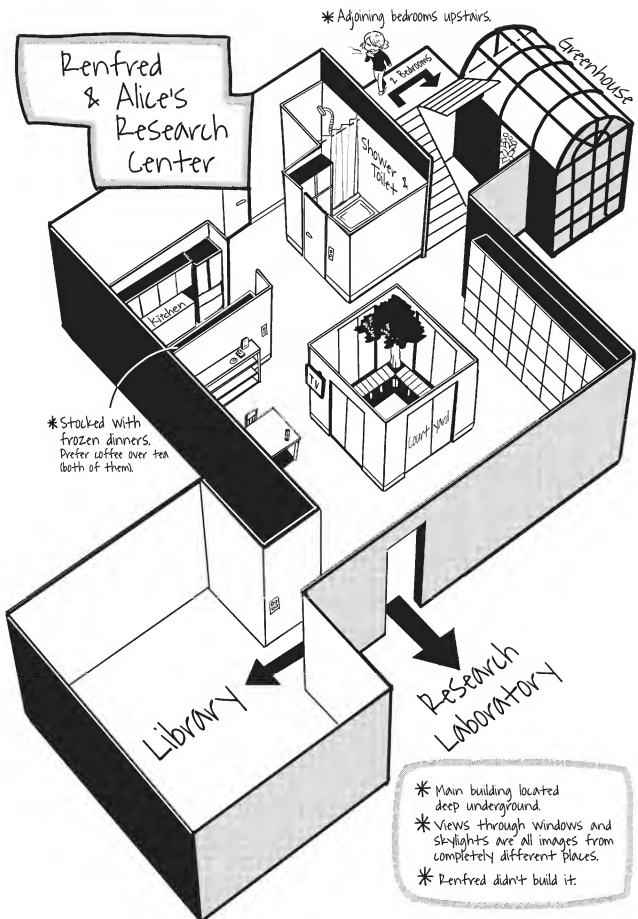 * Adjoining bedrooms upstairs.
Renfred
& Alice's
Research
Center
2 Bedrooms
Greenhouse
Shower &
Toilet
Kitchen
TV
Court yard
* Stocked with
frozen dinners.
Prefer coffee over tea
(both of them).
Library
Research
Laboratory
* Main building located
deep underground.
* Views through windows and
skylights are all images from
completely different places.
* Renfred didn't build it.